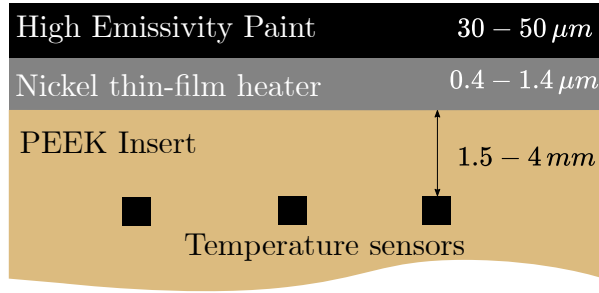 High Emissivity Paint 30 − 50 μm
Nickel thin-film heater 0.4 − 1.4 μm
PEEK Insert
1.5 − 4 mm
Temperature sensors